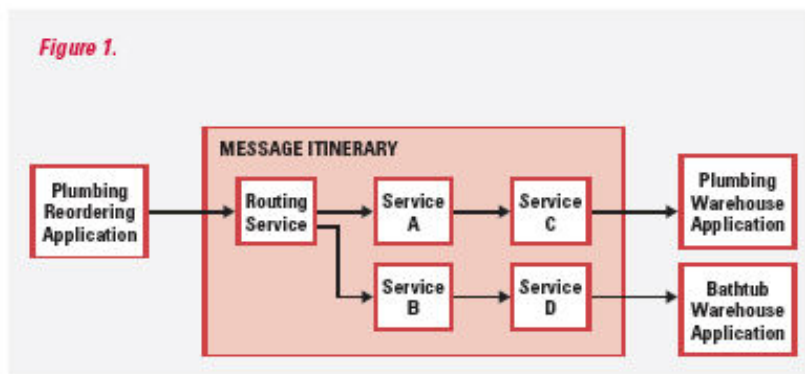 Figure 1.
MESSAGE ITINERARY
Plumbing
Reordering
Application
Routing
Service
Service
A
Service
C
Plumbing
Warehouse
Application
Service
B
Service
D
Bathtub
Warehouse
Application